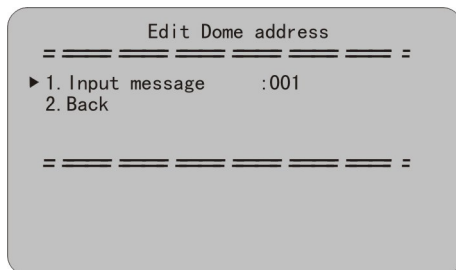 Edit Dome address
= == == == == == == =
▶ 1. Input message :001
2. Back
= == == == == == == =